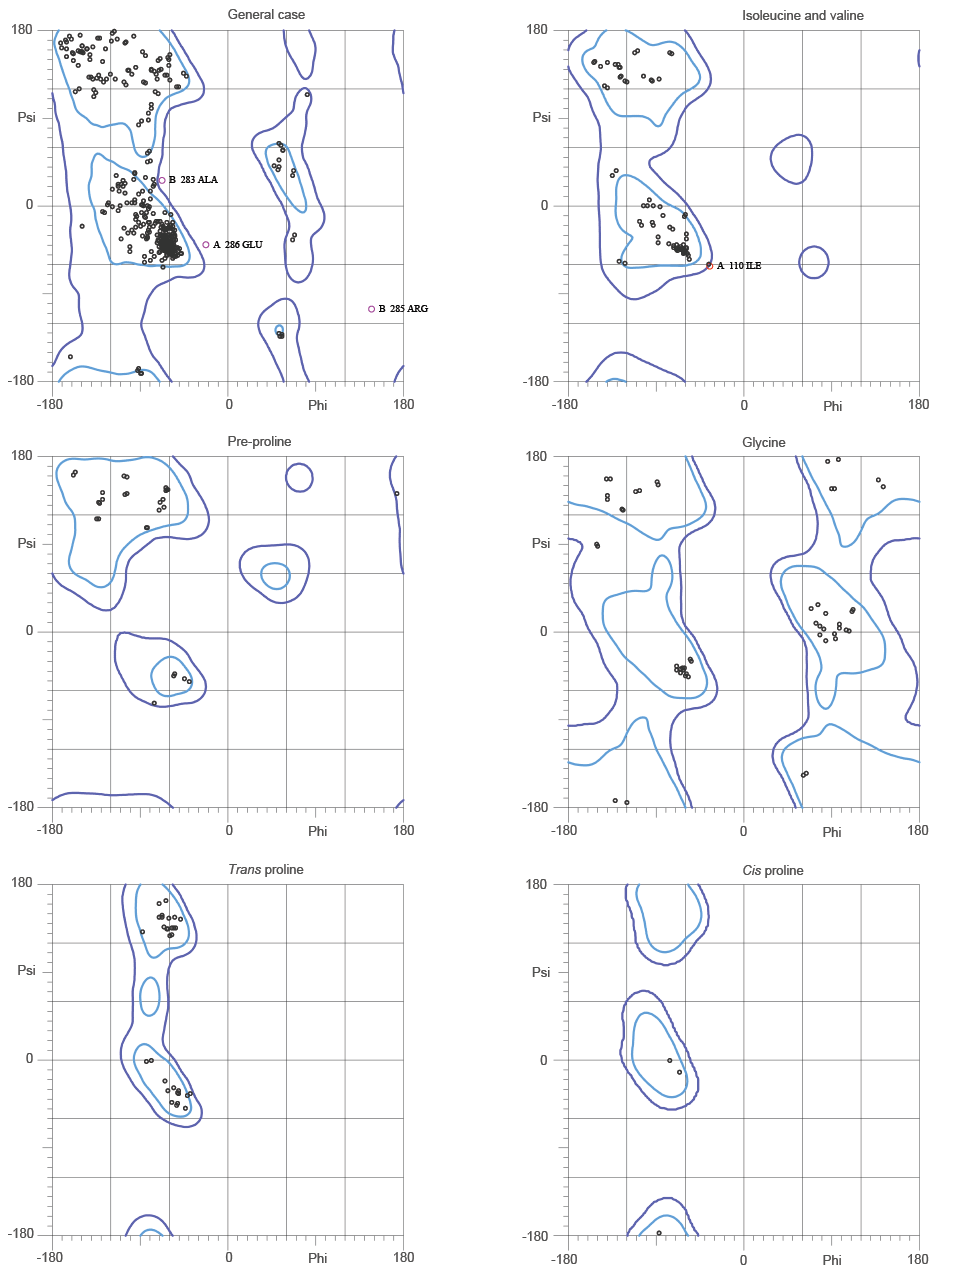 General case
180
Psi
0
-180
-180
0
Phi
180
B 283 ALA
A 286 GLU
B 285 ARG
Isoleucine and valine
180
Psi
0
-180
-180
0
Phi
180
A 110 ILE
Pre-proline
180
Psi
0
-180
-180
0
Phi
180
Glycine
180
Psi
0
-180
-180
0
Phi
180
Trans proline
180
Psi
0
-180
-180
0
Phi
180
Cis proline
180
Psi
0
-180
-180
0
Phi
180